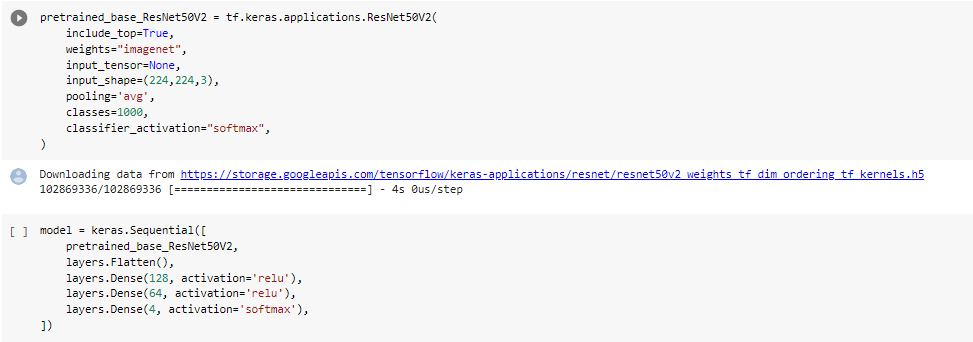 pretrained_base_ResNet50V2 = tf.keras.applications.ResNet50V2(
    include_top=True,
    weights="imagenet",
    input_tensor=None,
    input_shape=(224,224,3),
    pooling='avg',
    classes=1000,
    classifier_activation="softmax",
)
Downloading data from https://storage.googleapis.com/tensorflow/keras-applications/resnet/resnet50v2_weights_tf_dim_ordering_tf_kernels.h5
102869336/102869336 [==============================] - 4s 0us/step
[ ] model = keras.Sequential([
    pretrained_base_ResNet50V2,
    layers.Flatten(),
    layers.Dense(128, activation='relu'),
    layers.Dense(64, activation='relu'),
    layers.Dense(4, activation='softmax'),
])